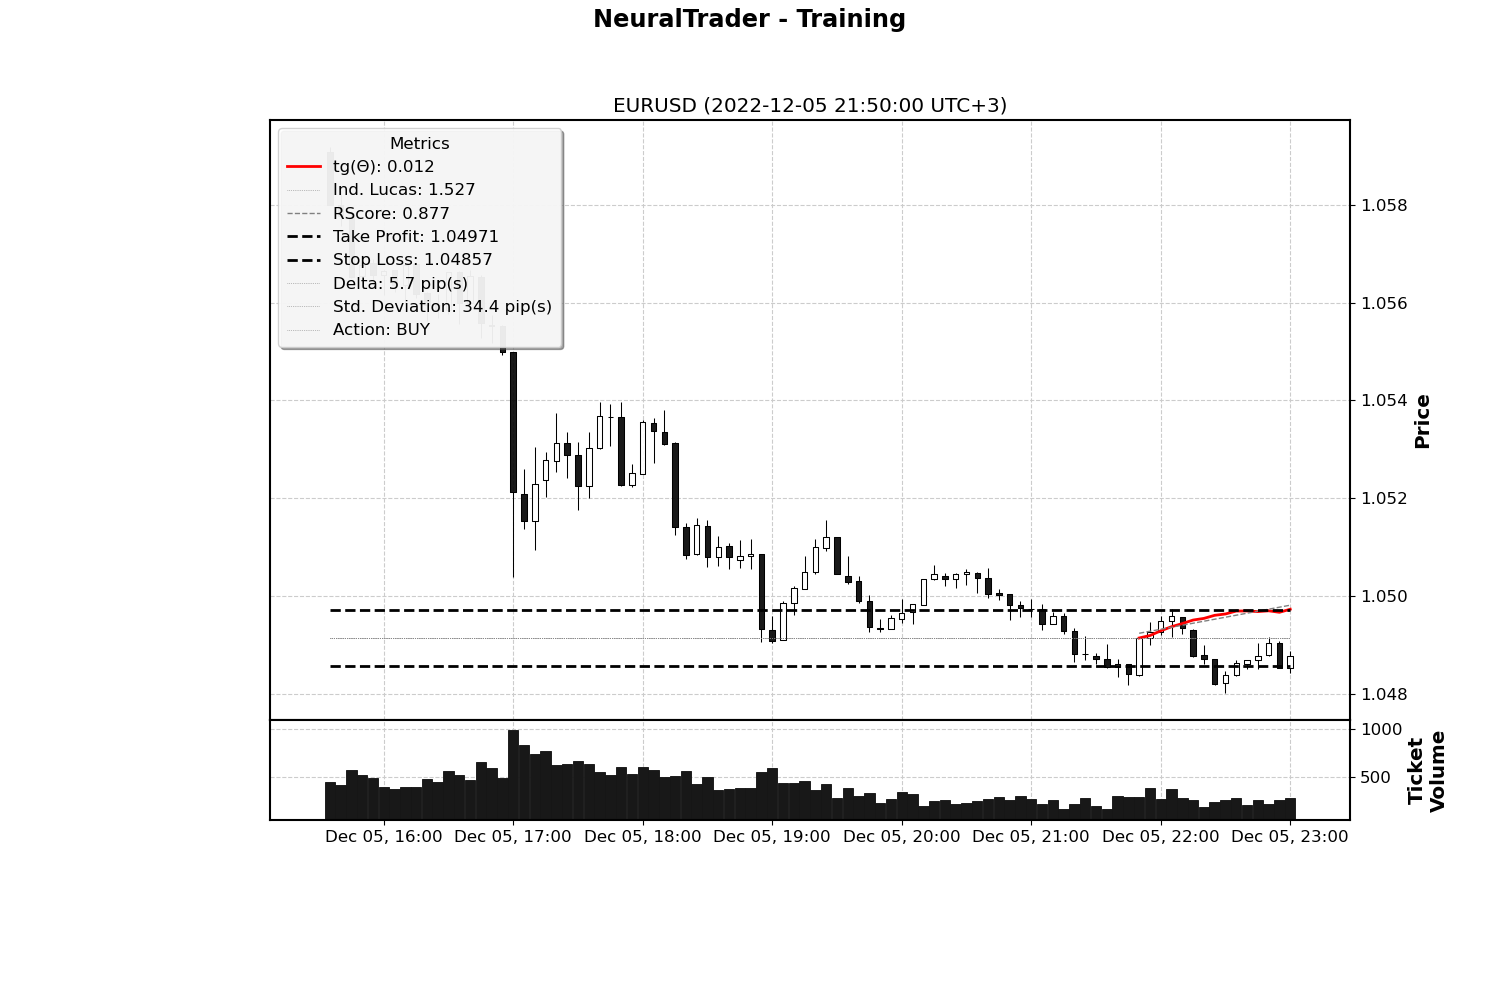 NeuralTrader - Training
EURUSD (2022-12-05 21:50:00 UTC+3)
Metrics
tg(Θ): 0.012
Ind. Lucas: 1.527
RScore: 0.877
Take Profit: 1.04971
Stop Loss: 1.04857
Delta: 5.7 pip(s)
Std. Deviation: 34.4 pip(s)
Action: BUY
1.058
1.056
1.054
1.052
1.050
1.048
Price
1000
500
Ticket
Volume
Dec 05, 16:00
Dec 05, 17:00
Dec 05, 18:00
Dec 05, 19:00
Dec 05, 20:00
Dec 05, 21:00
Dec 05, 22:00
Dec 05, 23:00